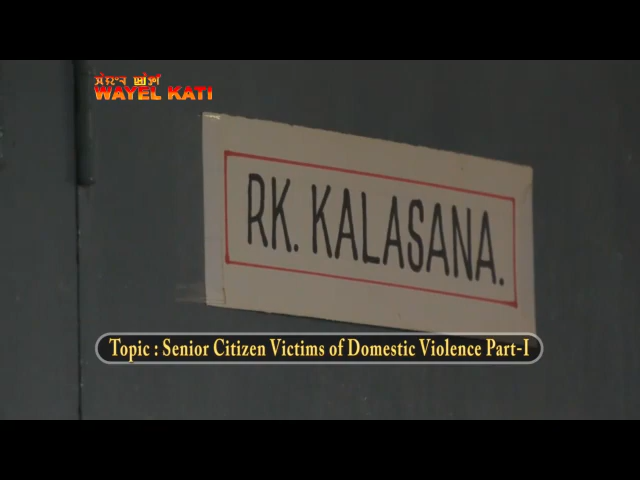 WAYEL KATI
RK. KALASANA.
Topic : Senior Citizen Victims of Domestic Violence Part-I